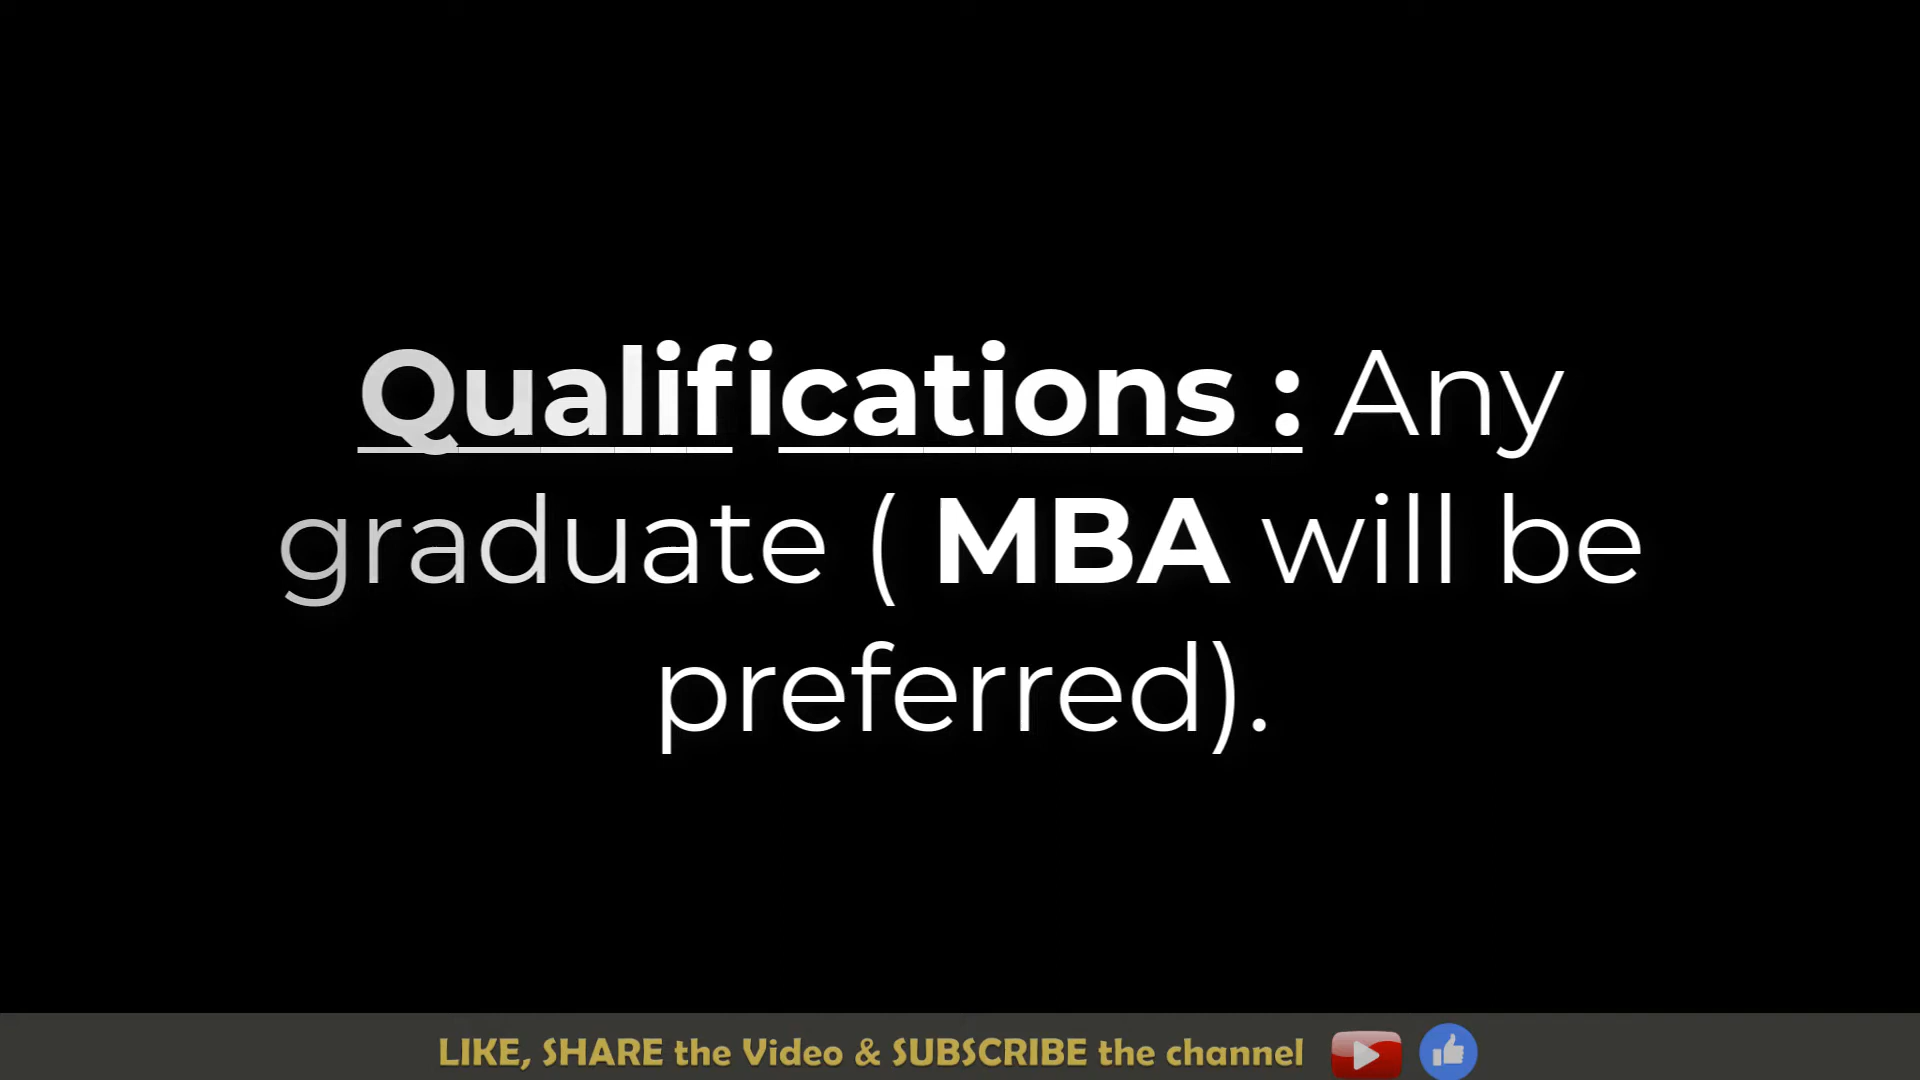 Qualifications : Any
graduate ( MBA will be
preferred).
LIKE, SHARE the Video & SUBSCRIBE the channel